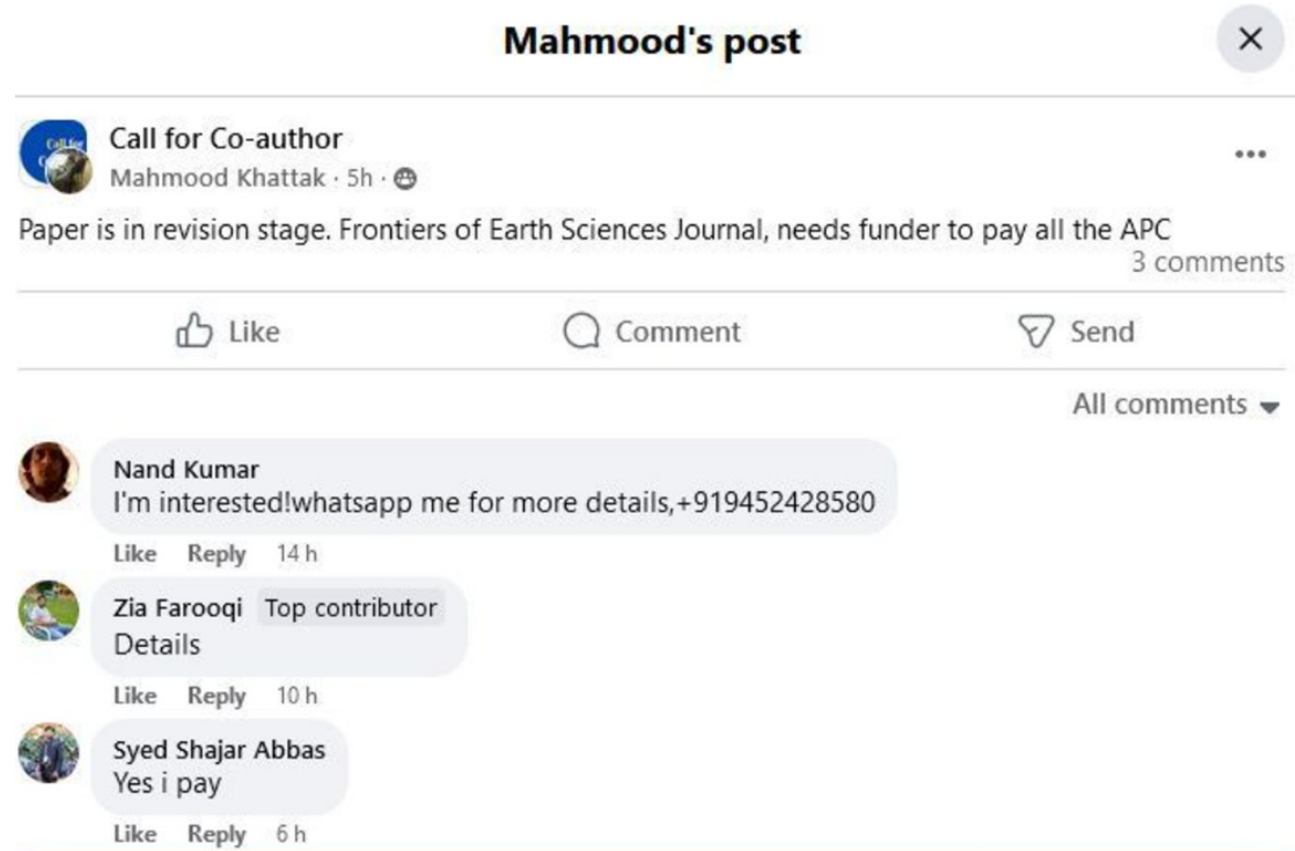 Mahmood's post
Call for Co-author
Mahmood Khattak · 5h ·
Paper is in revision stage. Frontiers of Earth Sciences Journal, needs funder to pay all the APC
3 comments
Like Comment Send
All comments
Nand Kumar
I'm interested!whatsapp me for more details,+919452428580
Like Reply 14 h
Zia Farooqi Top contributor
Details
Like Reply 10 h
Syed Shajar Abbas
Yes i pay
Like Reply 6 h